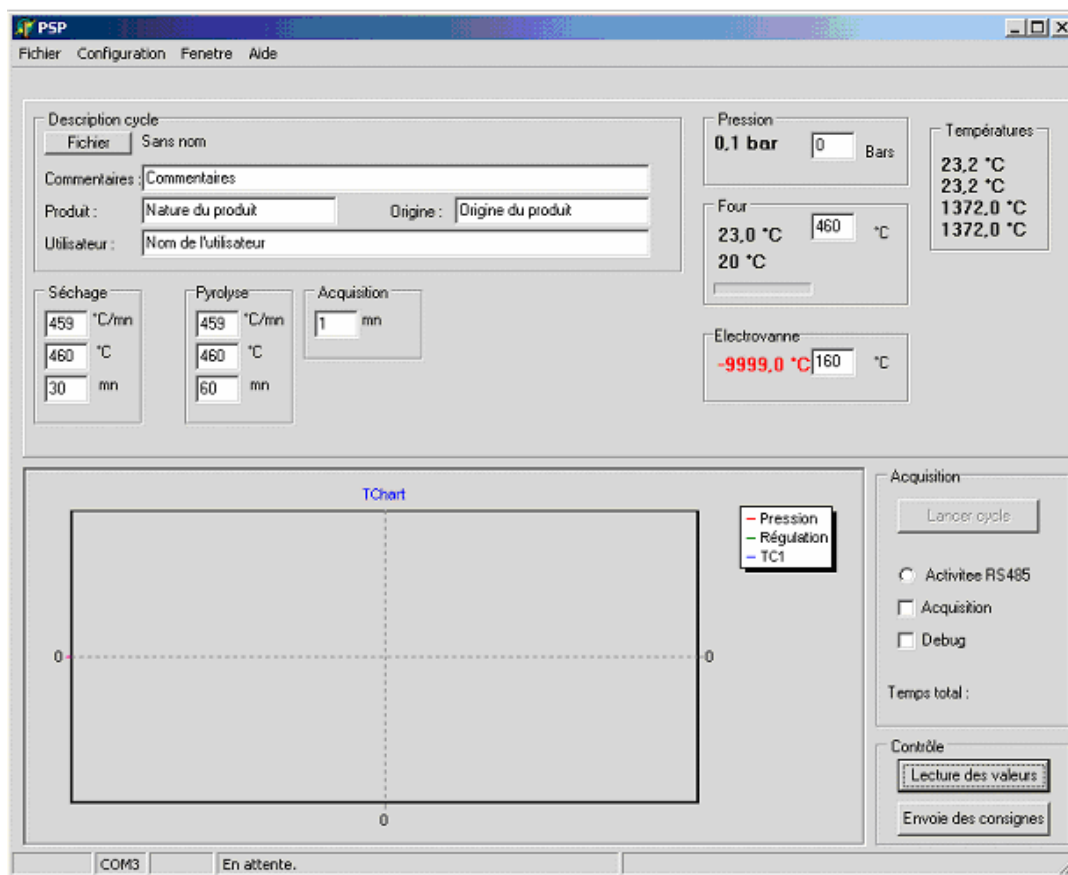 PSP
Fichier Configuration Fenetre Aide
Description cycle
Fichier Sans nom
Commentaires : Commentaires
Produit : Nature du produit Origine : Origine du produit
Utilisateur : Nom de l'utilisateur
Pression
0,1 bar 0 Bars
Températures
23,2 °C
23,2 °C
1372,0 °C
1372,0 °C
Four
23,0 °C 460 °C
20 °C
Séchage
459 °C/mn
460 °C
30 mn
Pyrolyse
459 °C/mn
460 °C
60 mn
Acquisition
1 mn
Electrovanne
-9999,0 °C 160 °C
TChart
0 0
0
Pression
Régulation
TC1
Acquisition
Lancer cycle
Activitee RS485
Acquisition
Debug
Temps total :
Contrôle
Lecture des valeurs
Envoie des consignes
COM3 En attente.